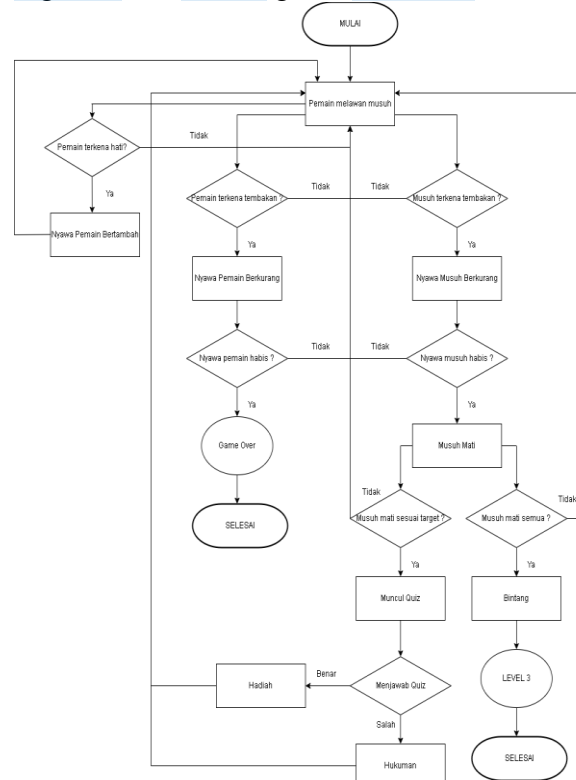 MULAI
Pemain melawan musuh
Pemain terkena hati?
Tidak
Ya
Nyawa Pemain Bertambah
Pemain terkena tembakan ?
Tidak
Tidak
Musuh terkena tembakan ?
Ya
Ya
Nyawa Pemain Berkurang
Nyawa Musuh Berkurang
Nyawa pemain habis ?
Tidak
Tidak
Nyawa musuh habis ?
Ya
Ya
Game Over
Musuh Mati
SELESAI
Tidak
Musuh mati sesuai target ?
Musuh mati semua ?
Tidak
Ya
Ya
Muncul Quiz
Bintang
Hadiah
Benar
Menjawab Quiz
LEVEL 3
Salah
Hukuman
SELESAI